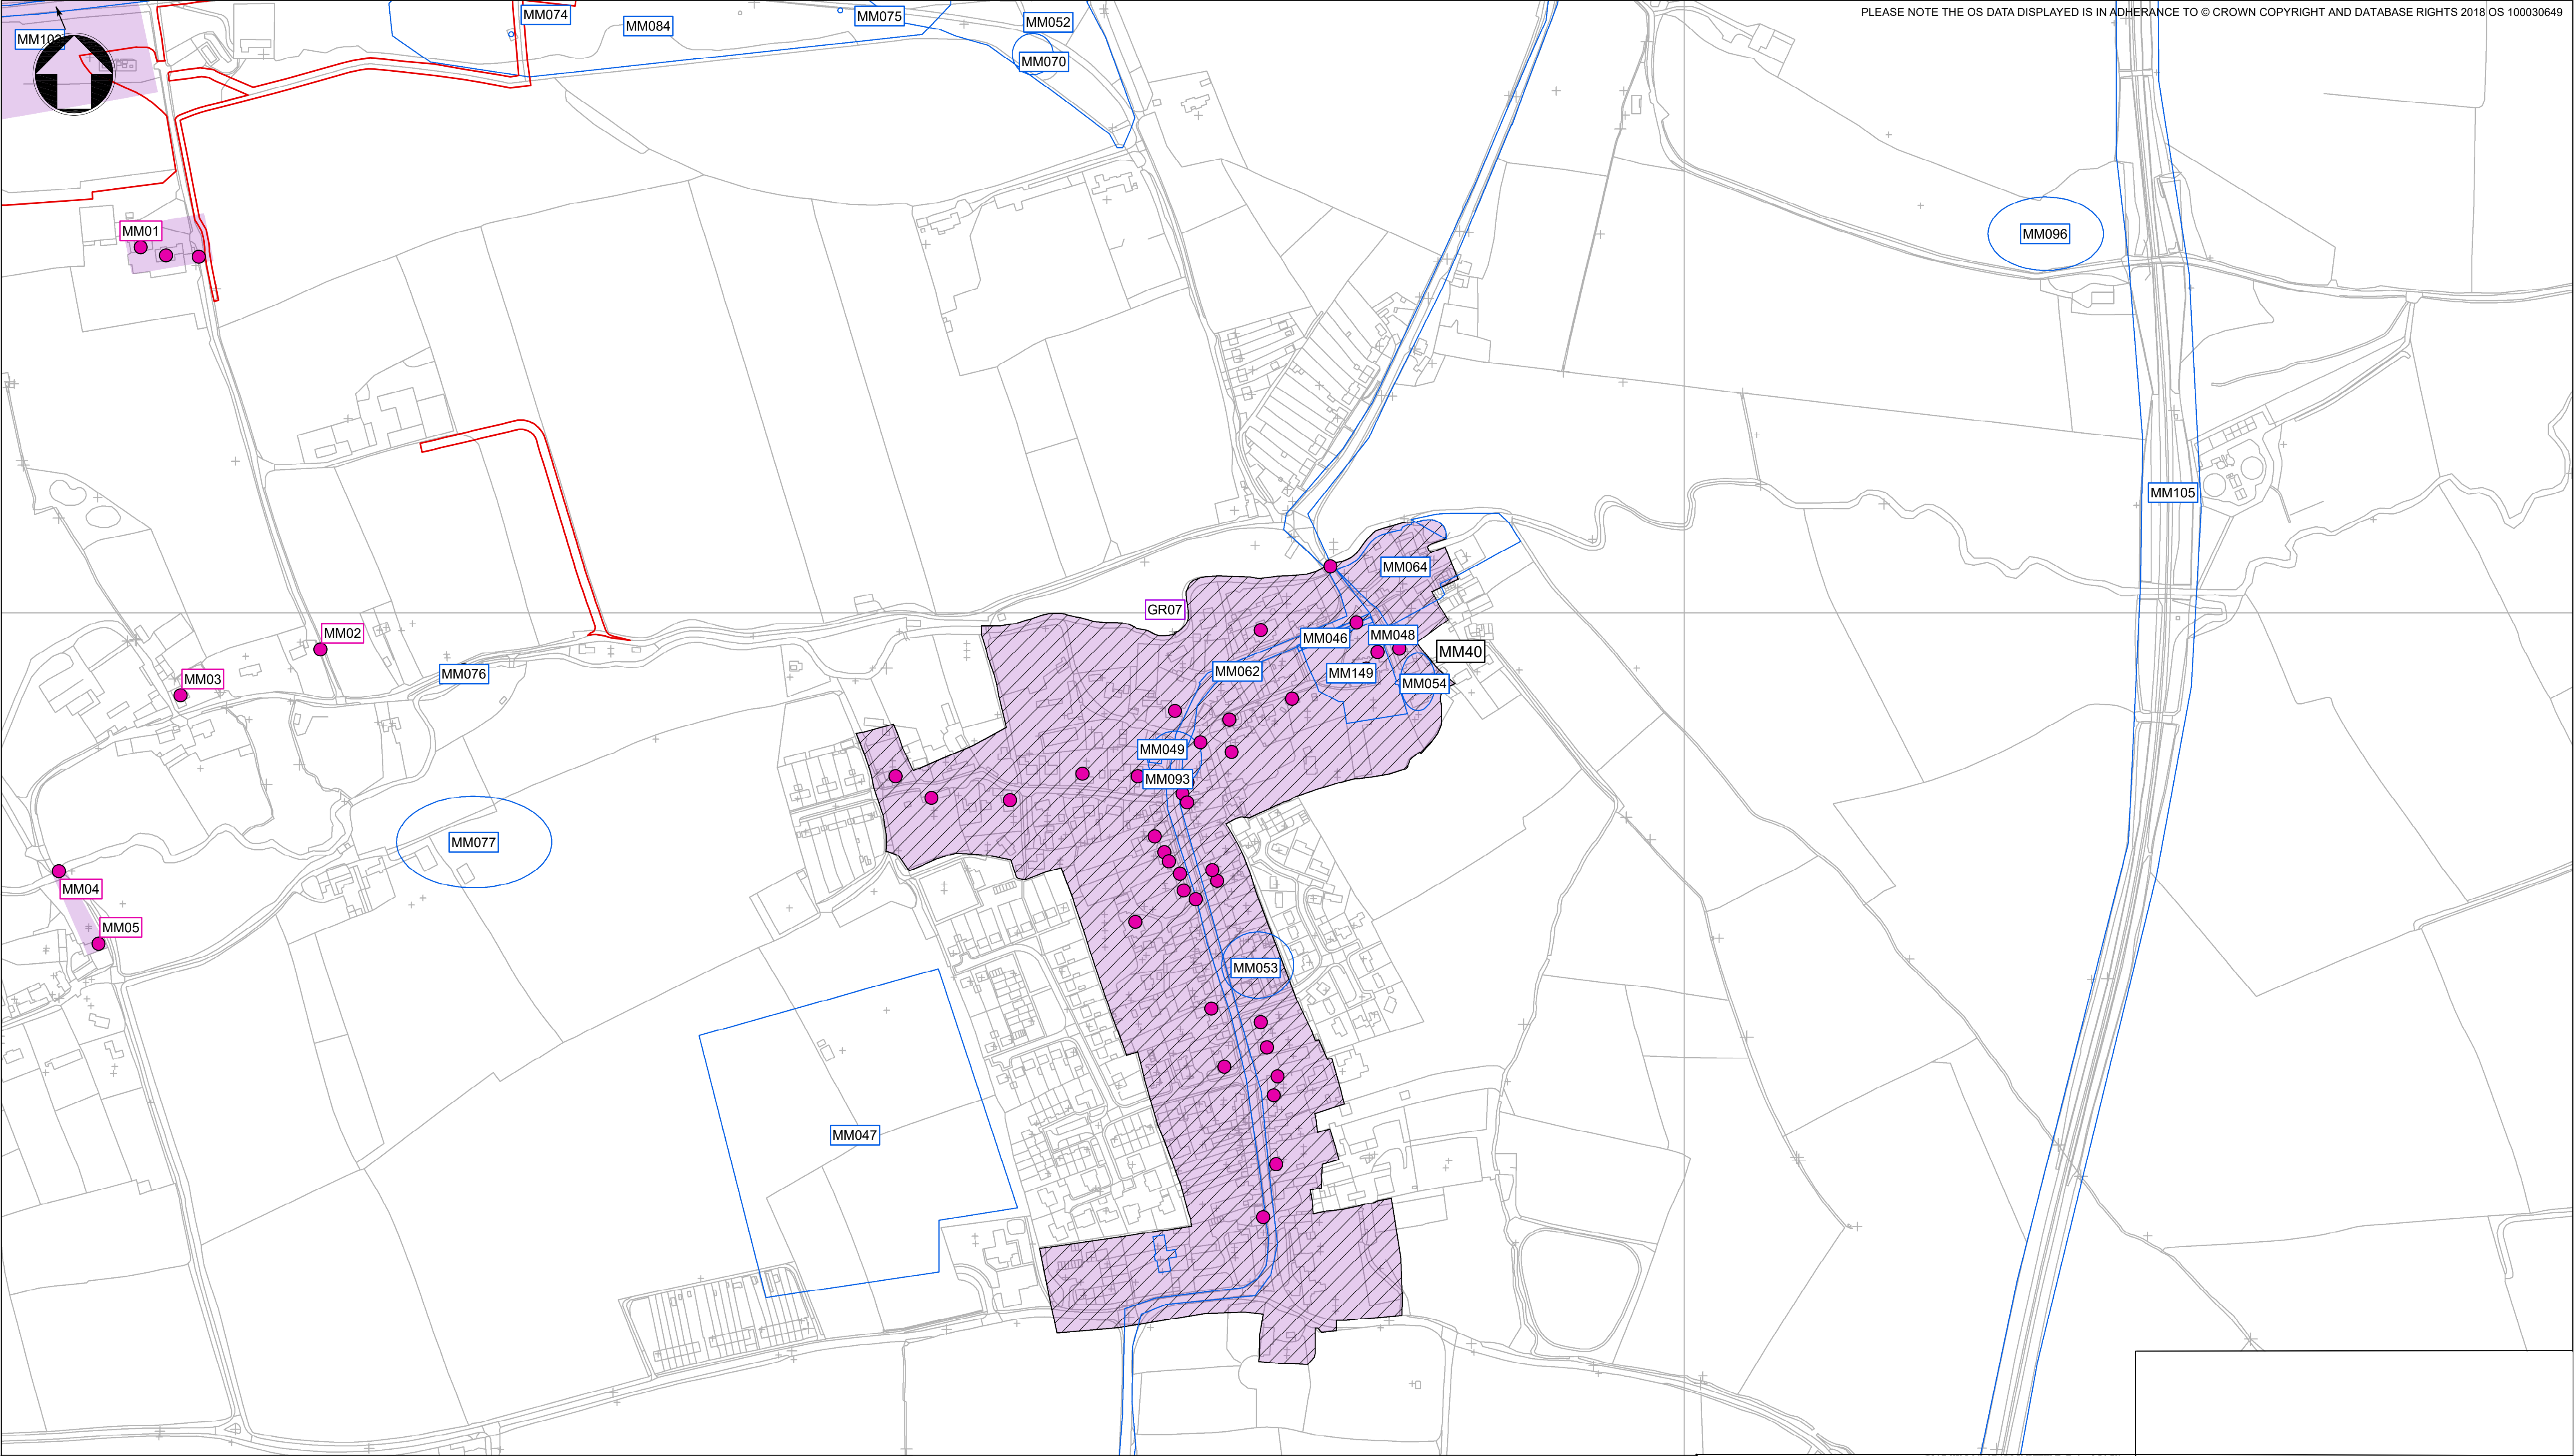 PLEASE NOTE THE OS DATA DISPLAYED IS IN ADHERANCE TO © CROWN COPYRIGHT AND DATABASE RIGHTS 2018 OS 100030649
MM074
MM084
MM075
MM052
MM070
MM01
MM096
MM105
MM064
GR07
MM02
MM046
MM048
MM40
MM03
MM076
MM062
MM149
MM054
MM049
MM093
MM077
MM04
MM05
MM053
MM047